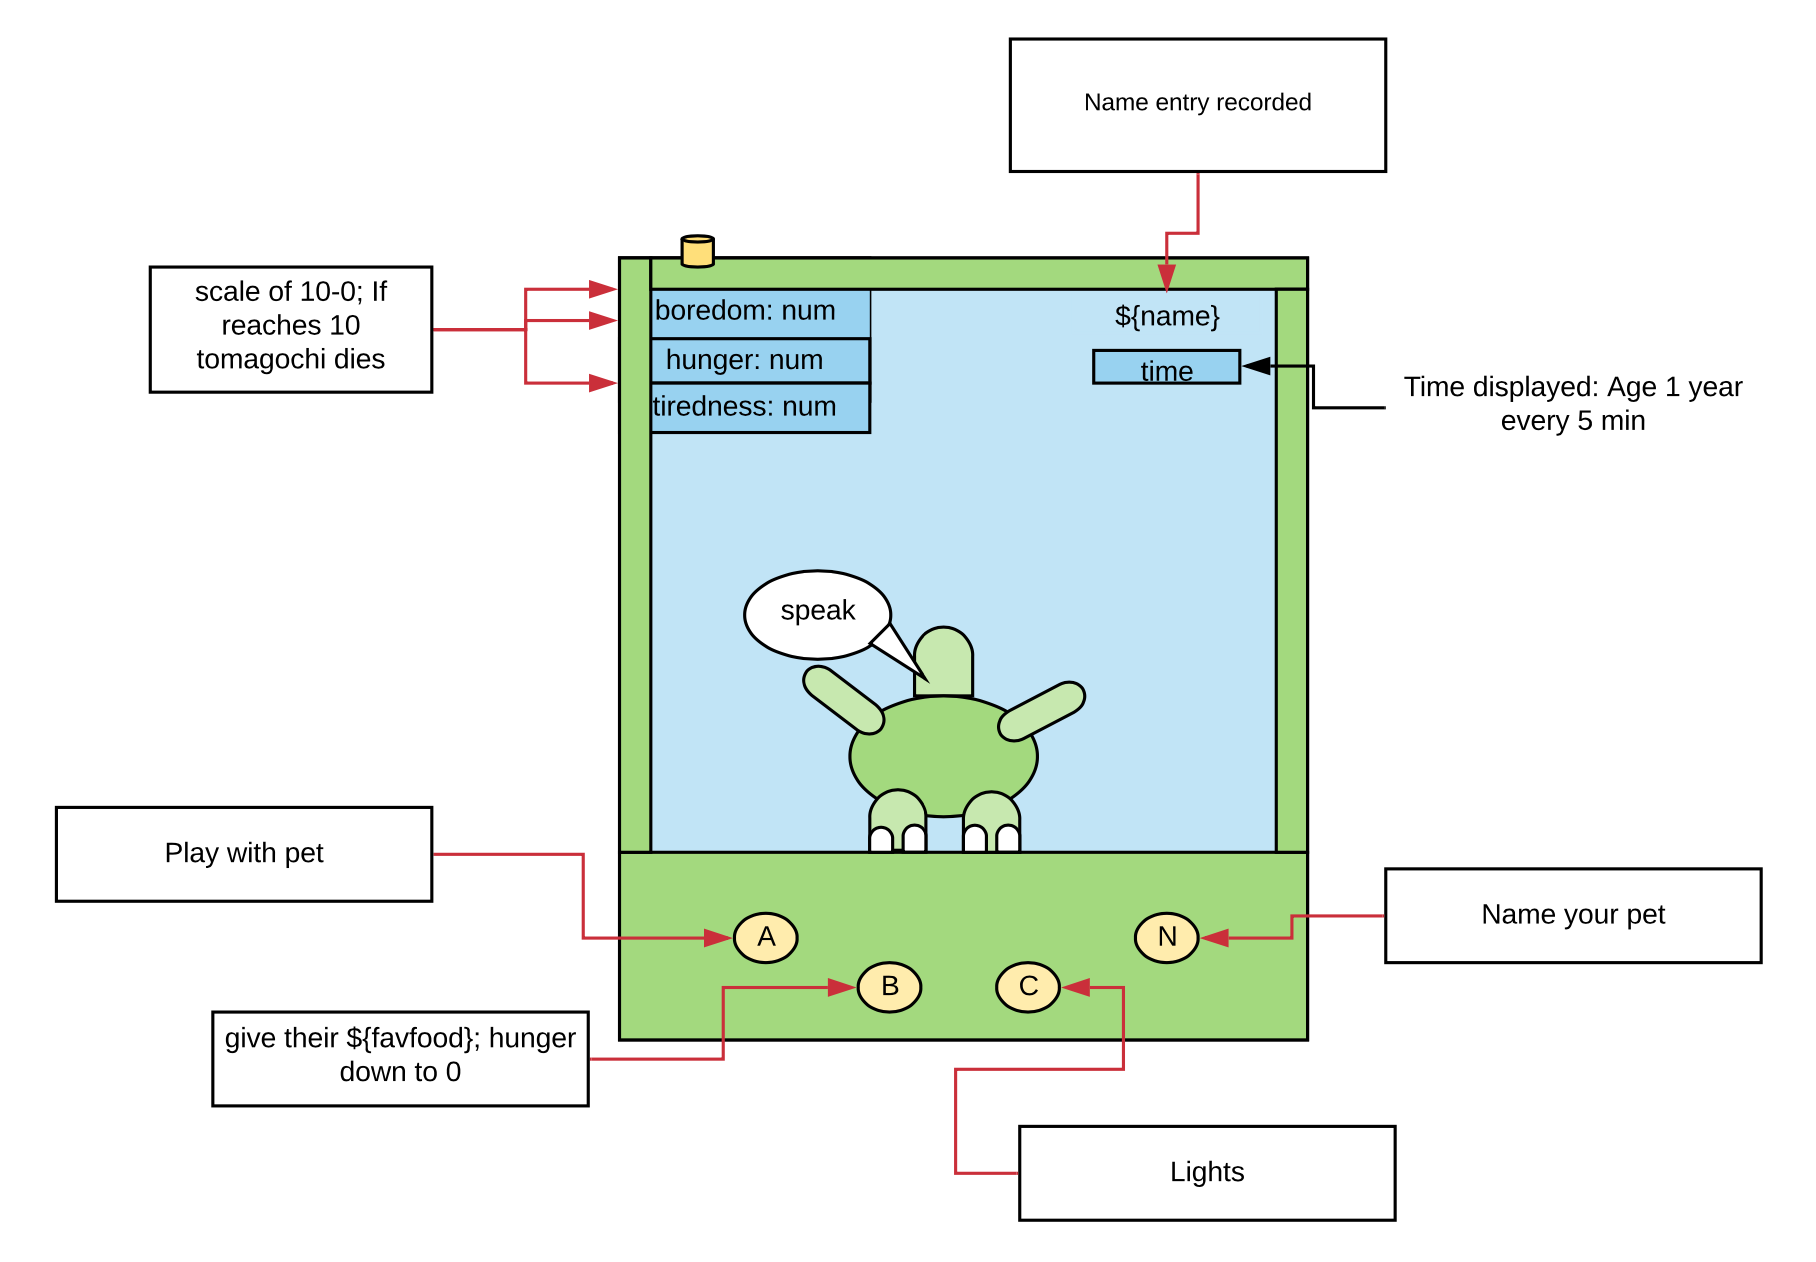 Name entry recorded
scale of 10-0; If
reaches 10
tomagochi dies
boredom: num
hunger: num
tiredness: num
${name}
time
Time displayed: Age 1 year
every 5 min
speak
Play with pet
A
N
Name your pet
B
C
give their ${favfood}; hunger
down to 0
Lights